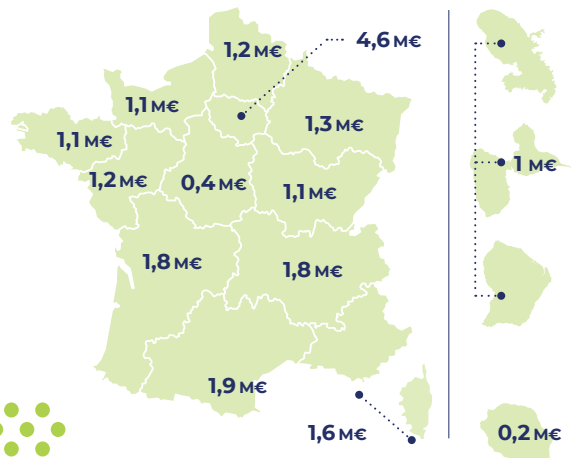 1,2 M€
4,6 M€
1,1 M€
1,3 M€
1,1 M€
1,2 M€
0,4 M€
1,1 M€
1 M€
1,8 M€
1,8 M€
1,9 M€
1,6 M€
0,2 M€